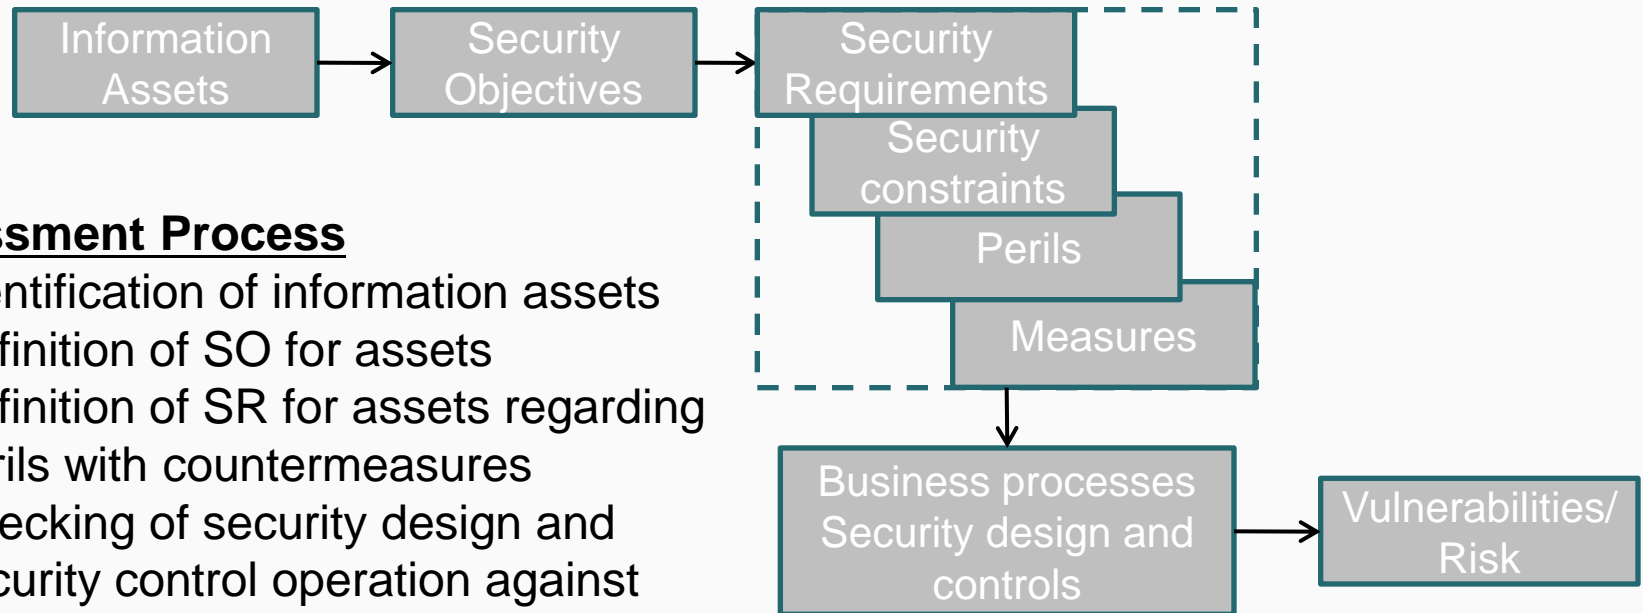 Information
Assets
Security
Objectives
Security
Requirements
Security
constraints
Perils
Measures
ssment Process
entification of information assets
finition of SO for assets
finition of SR for assets regarding
rils with countermeasures
ecking of security design and
curity control operation against
Business processes
Security design and
controls
Vulnerabilities/
Risk